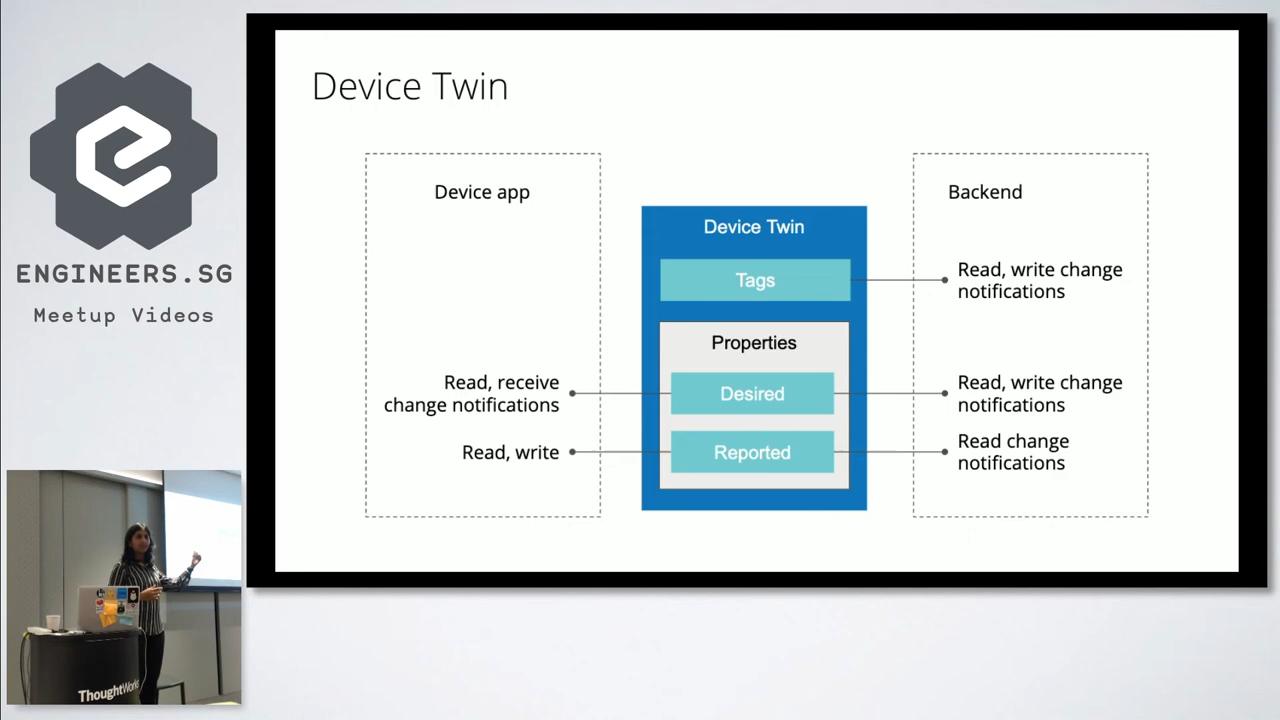 ENGINEERS.SG
Meetup Videos
Device Twin
Device app
Read, receive
change notifications
Read, write
Device Twin
Tags
Properties
Desired
Reported
Backend
Read, write change
notifications
Read, write change
notifications
Read change
notifications
ThoughtWorks